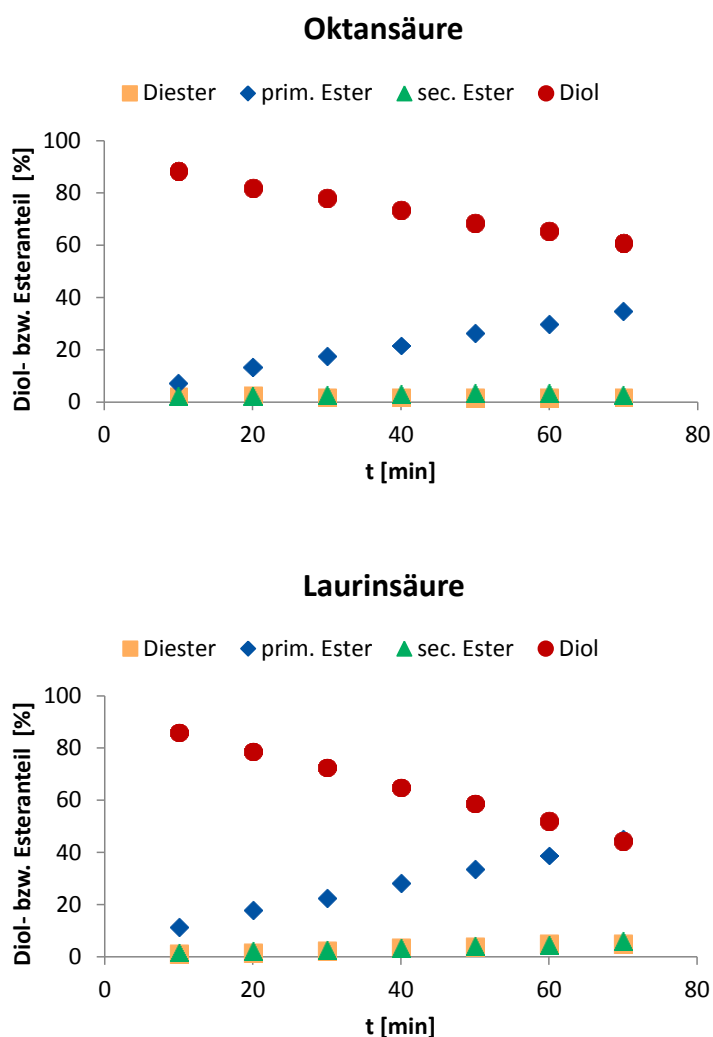 Oktansäure
Diester prim. Ester sec. Ester Diol
Diol- bzw. Esteranteil [%]
100
80
60
40
20
0
0 20 40 60 80
t [min]
Laurinsäure
Diester prim. Ester sec. Ester Diol
Diol- bzw. Esteranteil [%]
100
80
60
40
20
0
0 20 40 60 80
t [min]